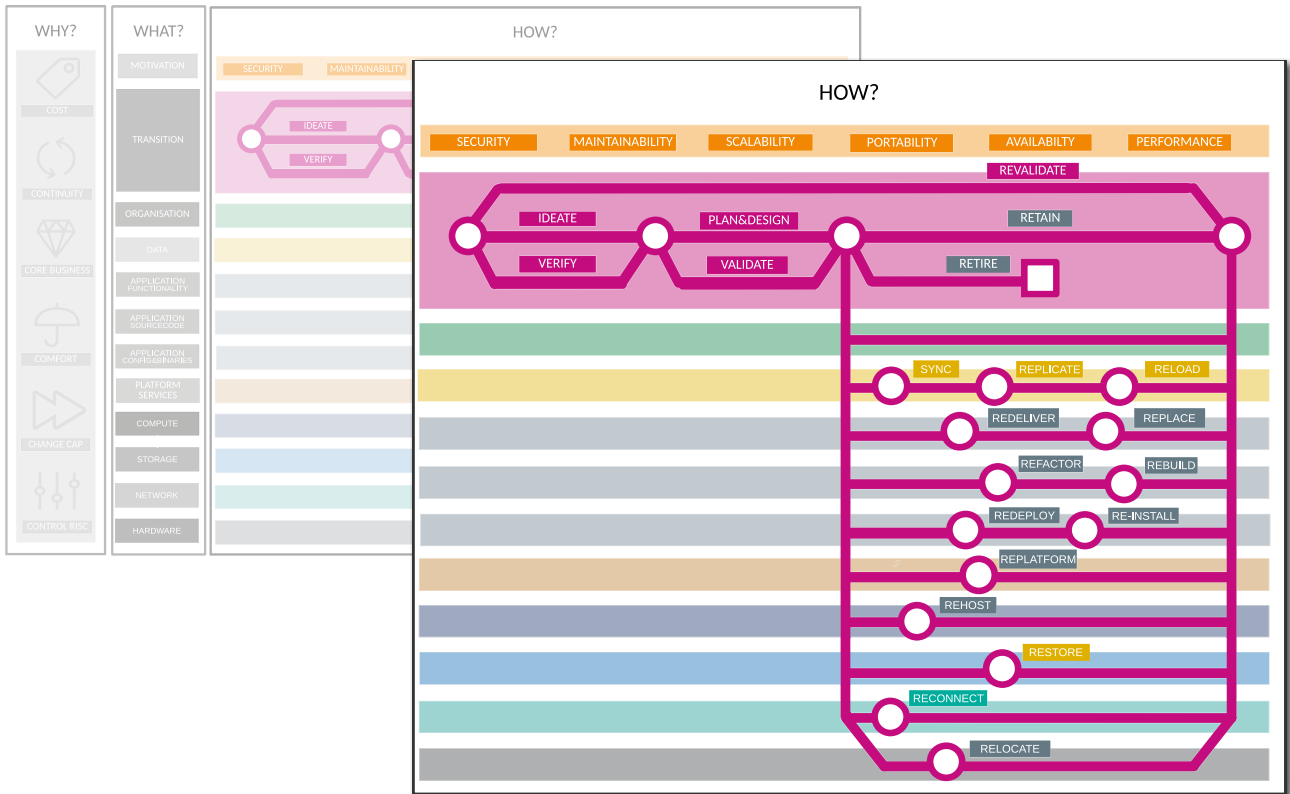 WHY?
COST
CONTINUITY
CORE BUSINESS
COMFORT
CHANGE CAP
CONTROL RISC
WHAT?
MOTIVATION
TRANSITION
ORGANISATION
DATA
APPLICATION
FUNCTIONALITY
APPLICATION
SOURCECODE
APPLICATION
CONFIG&BINARIES
PLATFORM
SERVICES
COMPUTE
STORAGE
NETWORK
HARDWARE
HOW?
SECURITY
MAINTAINABILITY
IDEATE
VERIFY
HOW?
SECURITY
MAINTAINABILITY
SCALABILITY
PORTABILITY
AVAILABILTY
PERFORMANCE
REVALIDATE
IDEATE
PLAN&DESIGN
RETAIN
VERIFY
VALIDATE
RETIRE
SYNC
REPLICATE
RELOAD
REDELIVER
REPLACE
REFACTOR
REBUILD
REDEPLOY
RE-INSTALL
REPLATFORM
REHOST
RESTORE
RECONNECT
RELOCATE